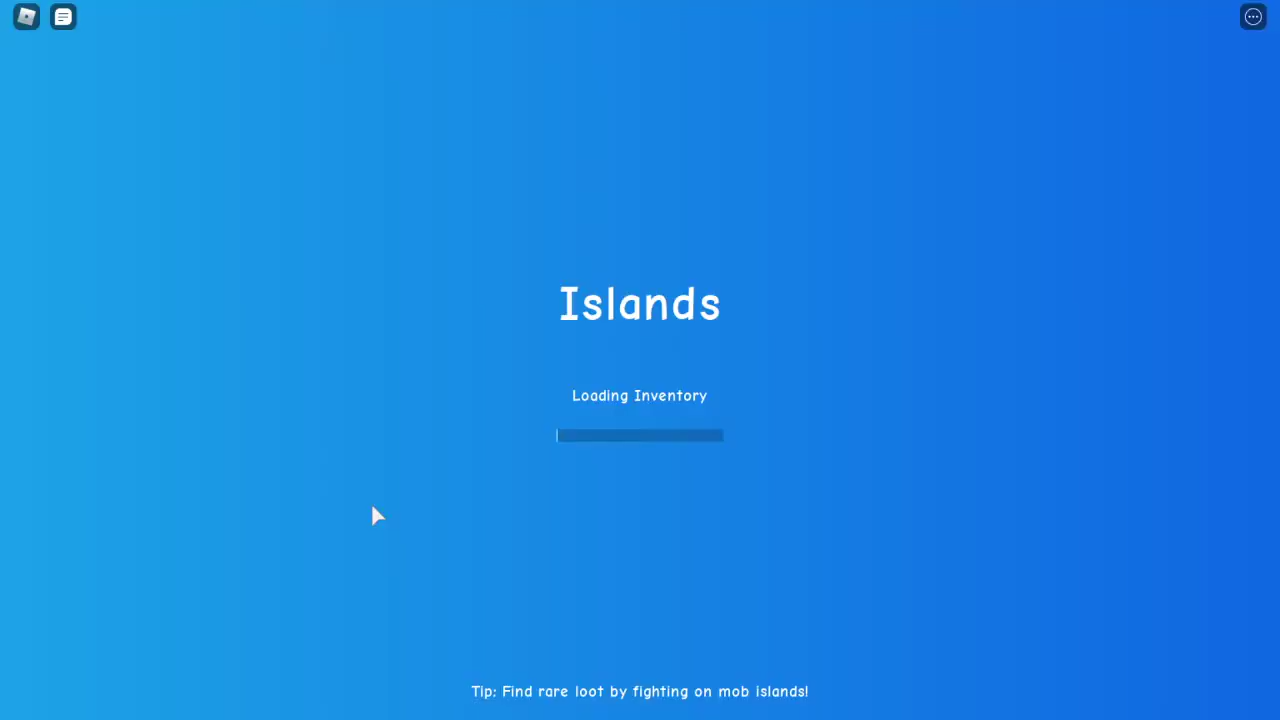 Islands
Loading Inventory
Tip: Find rare loot by fighting on mob islands!